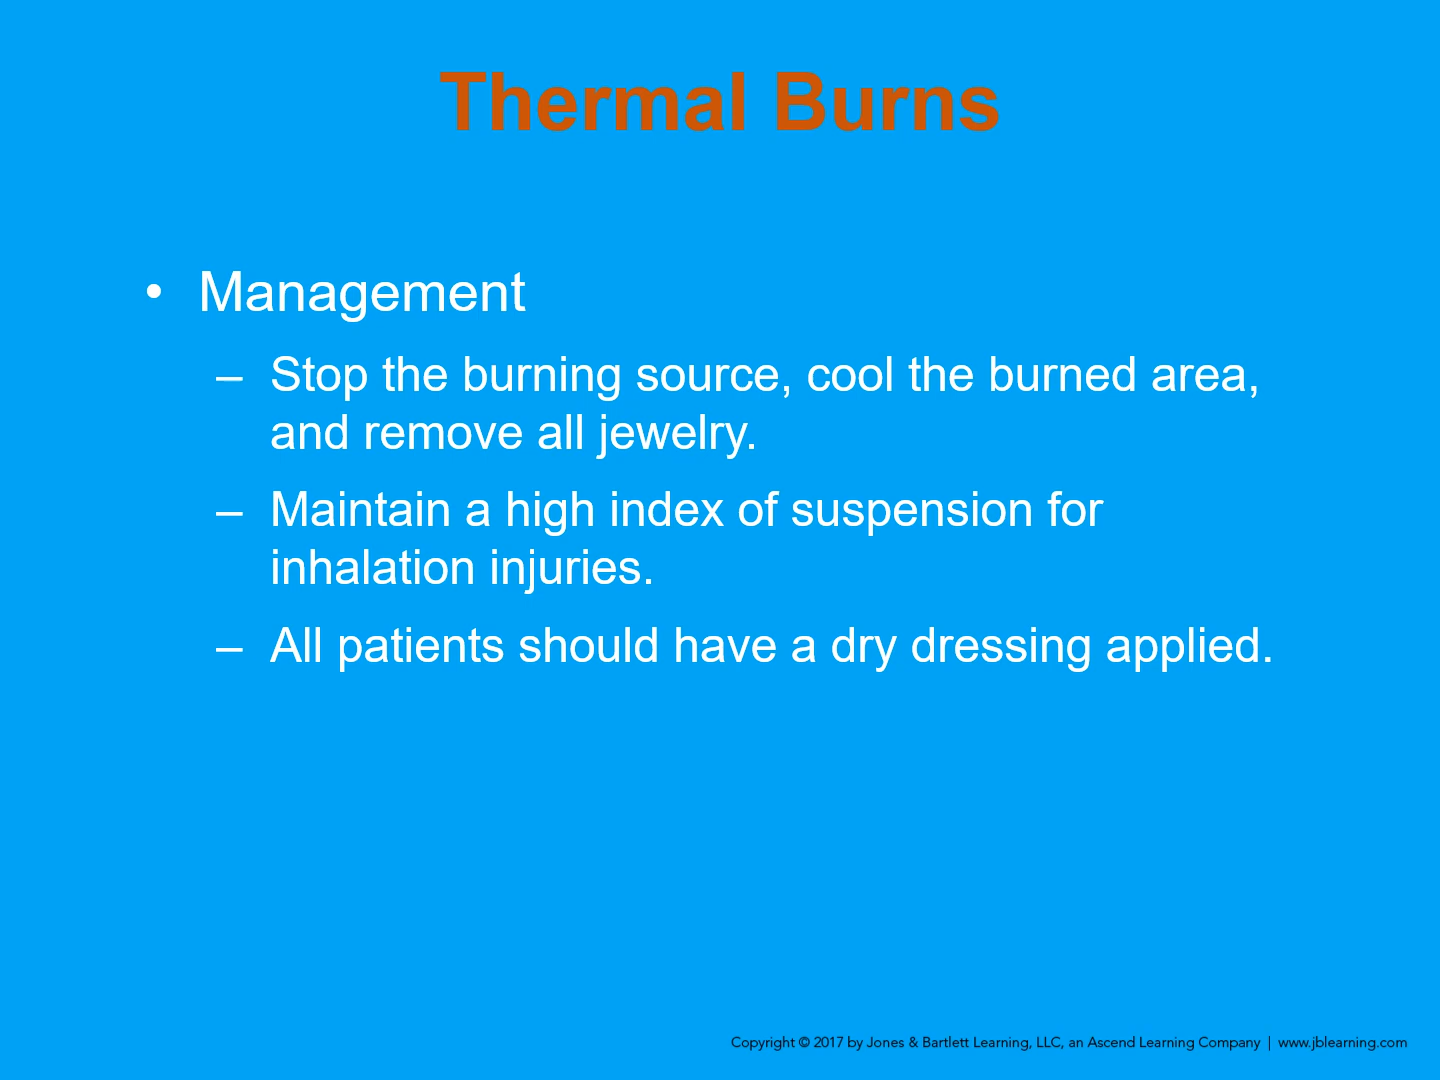 Thermal Burns
• Management
– Stop the burning source, cool the burned area,
and remove all jewelry.
– Maintain a high index of suspension for
inhalation injuries.
– All patients should have a dry dressing applied.
Copyright © 2017 by Jones & Bartlett Learning, LLC, an Ascend Learning Company | www.jblearning.com